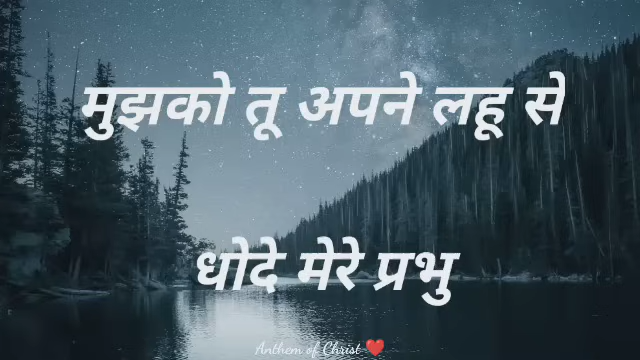 मुझको तू अपने लहू से
धोदे मेरे प्रभु
Anthem of Christ ❤️